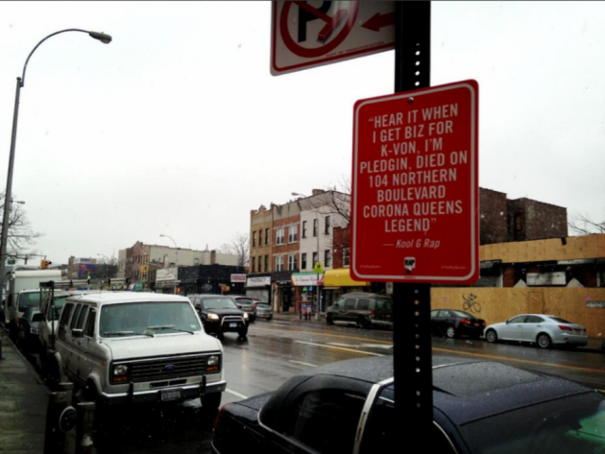 P
"HEAR IT WHEN
I GET BIZ FOR
K-VON, I'M
PLEDGIN, DIED ON
104 NORTHERN
BOULEVARD
CORONA QUEENS
LEGEND"
— Kool G Rap